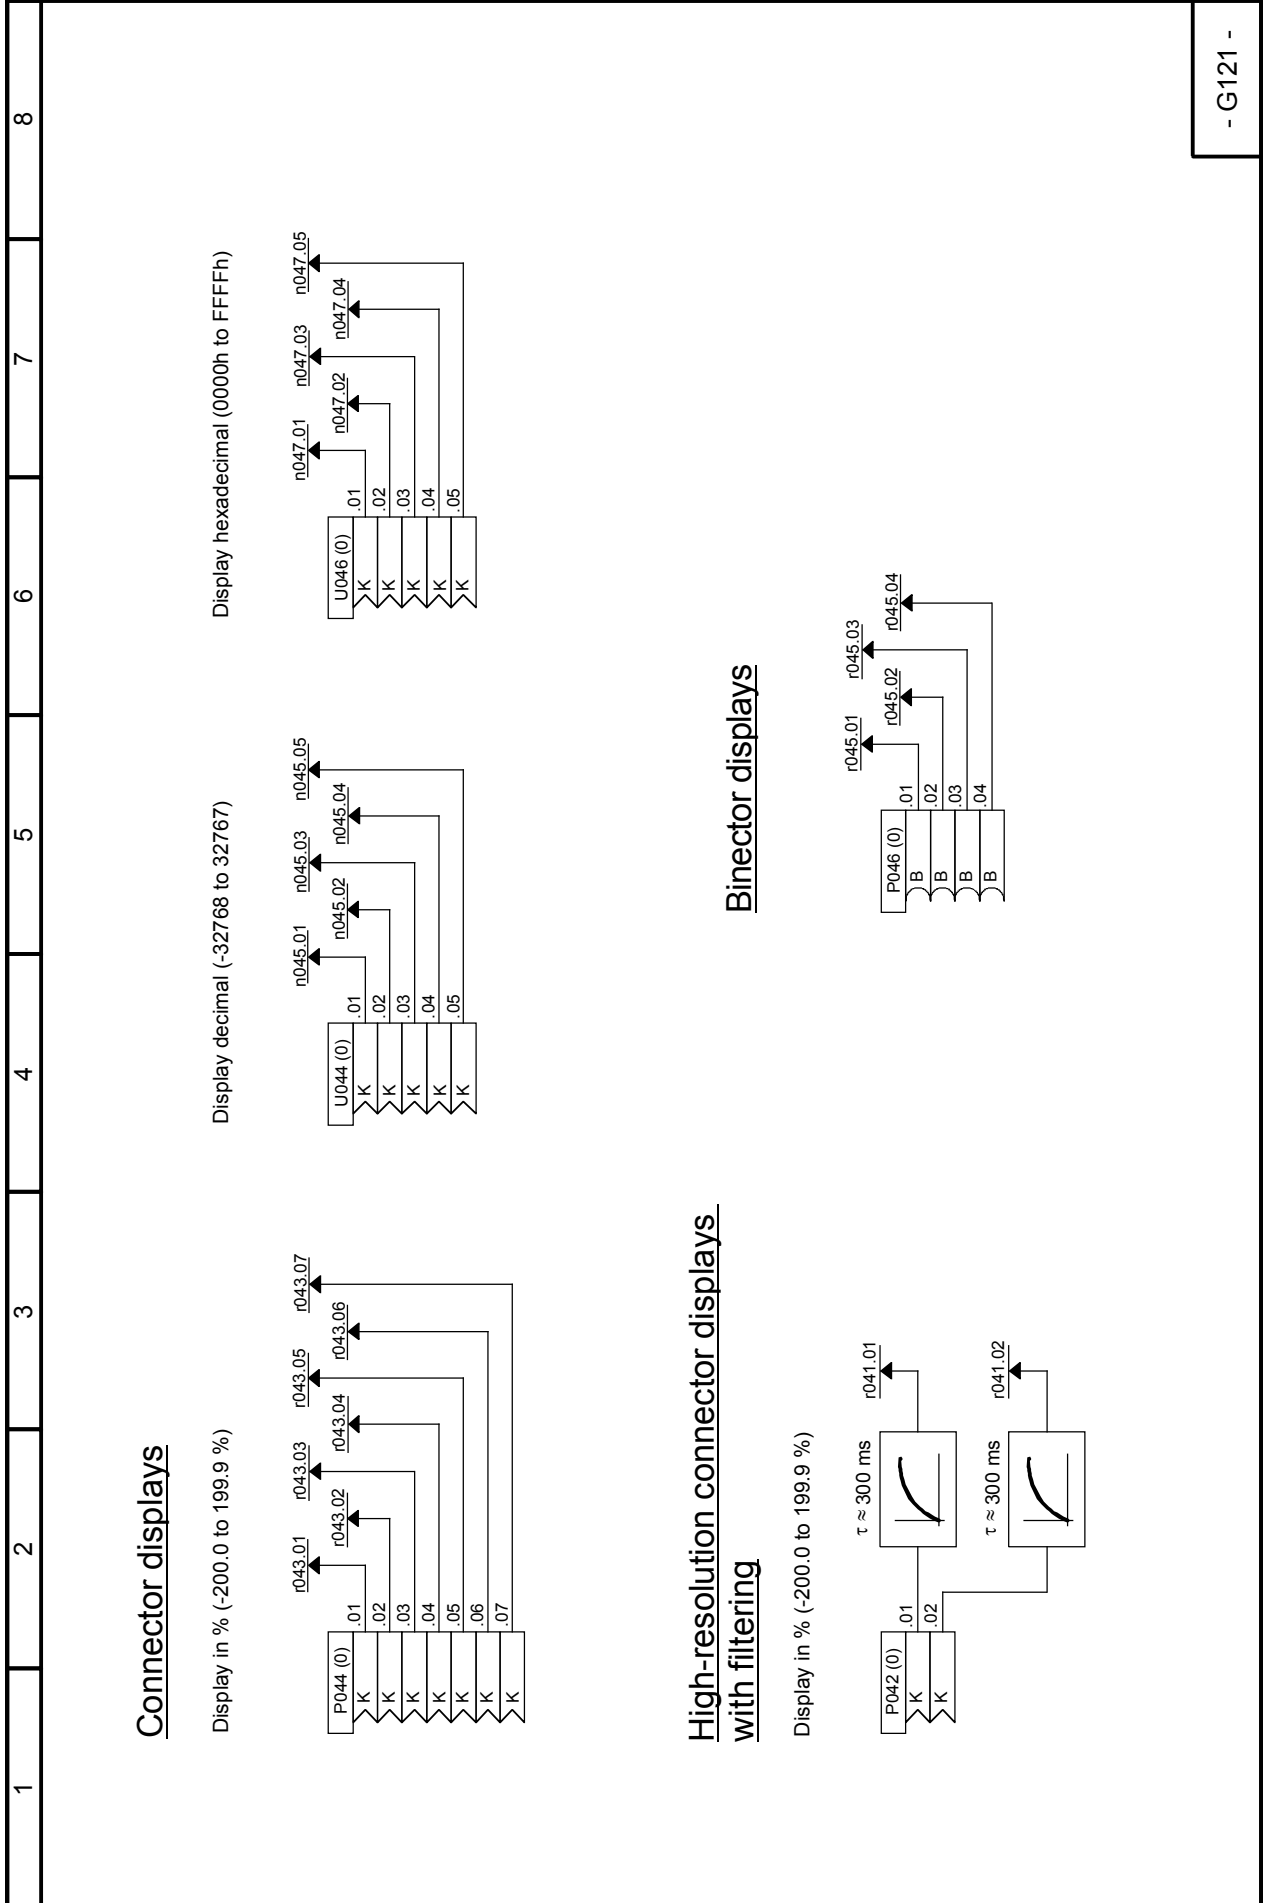 1 2 3 4 5 6 7 8
Connector displays
Display in % (-200.0 to 199.9 %)
r043.01 r043.03 r043.05 r043.07
r043.02 r043.04 r043.06
P044 (0)
K .01
K .02
K .03
K .04
K .05
K .06
K .07
Display decimal (-32768 to 32767)
n045.01 n045.03 n045.05
n045.02 n045.04
U044 (0)
K .01
K .02
K .03
K .04
K .05
Display hexadecimal (0000h to FFFFh)
n047.01 n047.03 n047.05
n047.02 n047.04
U046 (0)
K .01
K .02
K .03
K .04
K .05
High-resolution connector displays
with filtering
Display in % (-200.0 to 199.9 %)
τ ≈ 300 ms
r041.01
P042 (0)
K .01
K .02
τ ≈ 300 ms
r041.02
Binector displays
r045.01 r045.03
r045.02 r045.04
P046 (0)
B .01
B .02
B .03
B .04
- G121 -